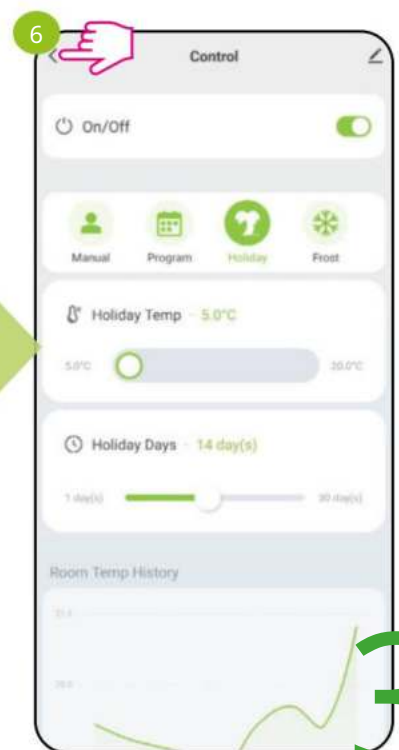 6
Control
On/Off
Manual Program Holiday Frost
Holiday Temp - 5.0°C
5.0°C 20.0°C
Holiday Days - 14 day(s)
1 day(s) 30 day(s)
Room Temp History